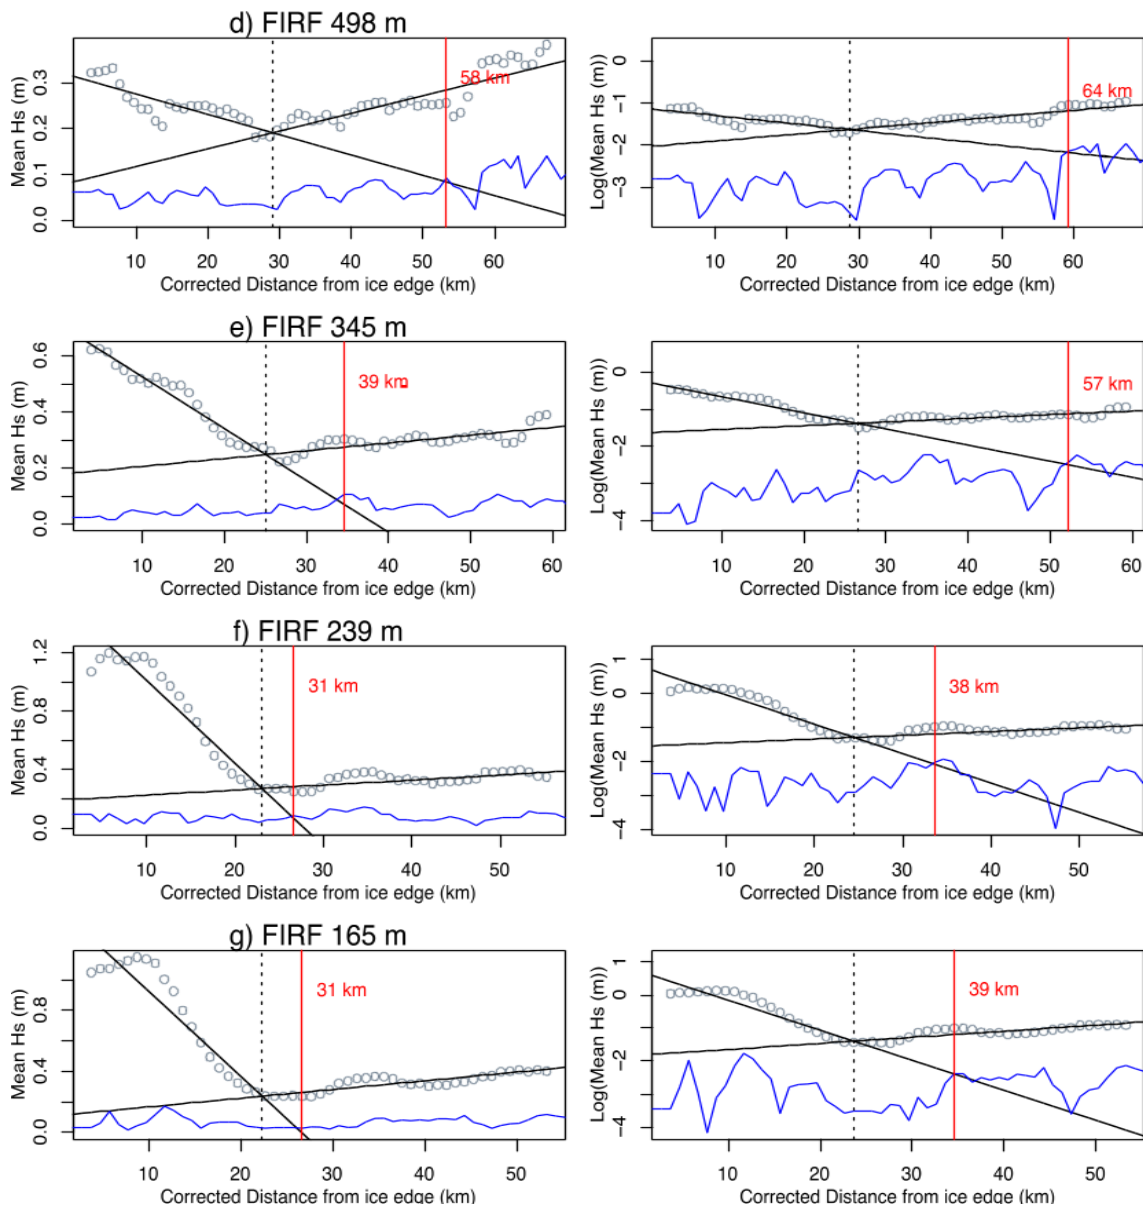 d) FIRF 498 m
Mean Hs (m)
0.0 0.1 0.2 0.3
58 km
10 20 30 40 50 60
Corrected Distance from ice edge (km)
Log(Mean Hs (m))
-3 -2 -1 0
64 km
10 20 30 40 50 60
Corrected Distance from ice edge (km)
e) FIRF 345 m
Mean Hs (m)
0.0 0.2 0.4 0.6
39 km
10 20 30 40 50 60
Corrected Distance from ice edge (km)
Log(Mean Hs (m))
-4 -2 0
57 km
10 20 30 40 50 60
Corrected Distance from ice edge (km)
f) FIRF 239 m
Mean Hs (m)
0.0 0.4 0.8 1.2
31 km
10 20 30 40 50
Corrected Distance from ice edge (km)
Log(Mean Hs (m))
-4 -2 0 1
38 km
10 20 30 40 50
Corrected Distance from ice edge (km)
g) FIRF 165 m
Mean Hs (m)
0.0 0.4 0.8
31 km
10 20 30 40 50
Corrected Distance from ice edge (km)
Log(Mean Hs (m))
-4 -2 0 1
39 km
10 20 30 40 50
Corrected Distance from ice edge (km)